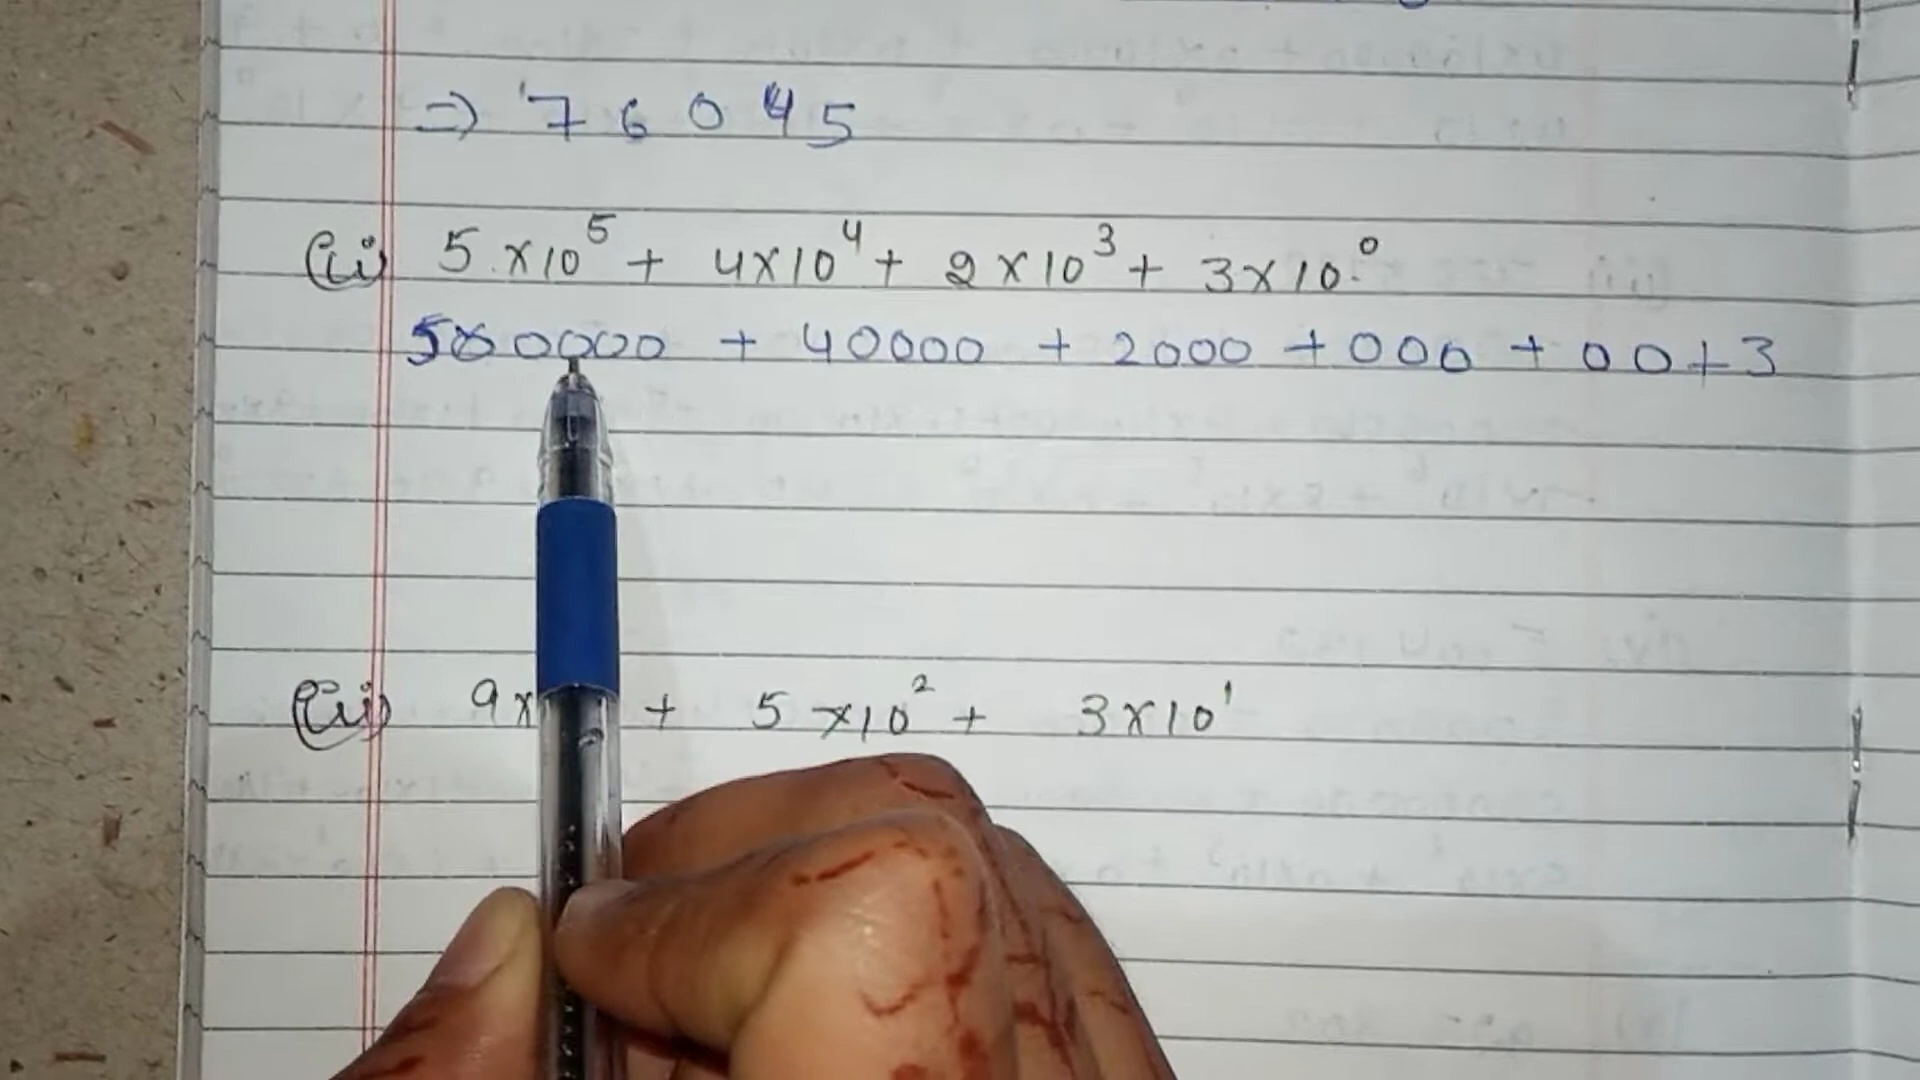 ⇒ 76045
(ii) 5×10⁵ + 4×10⁴ + 2×10³ + 3×10⁰
500000 + 40000 + 2000 + 000 + 00 + 3
(iii) 9× + 5×10² + 3×10¹